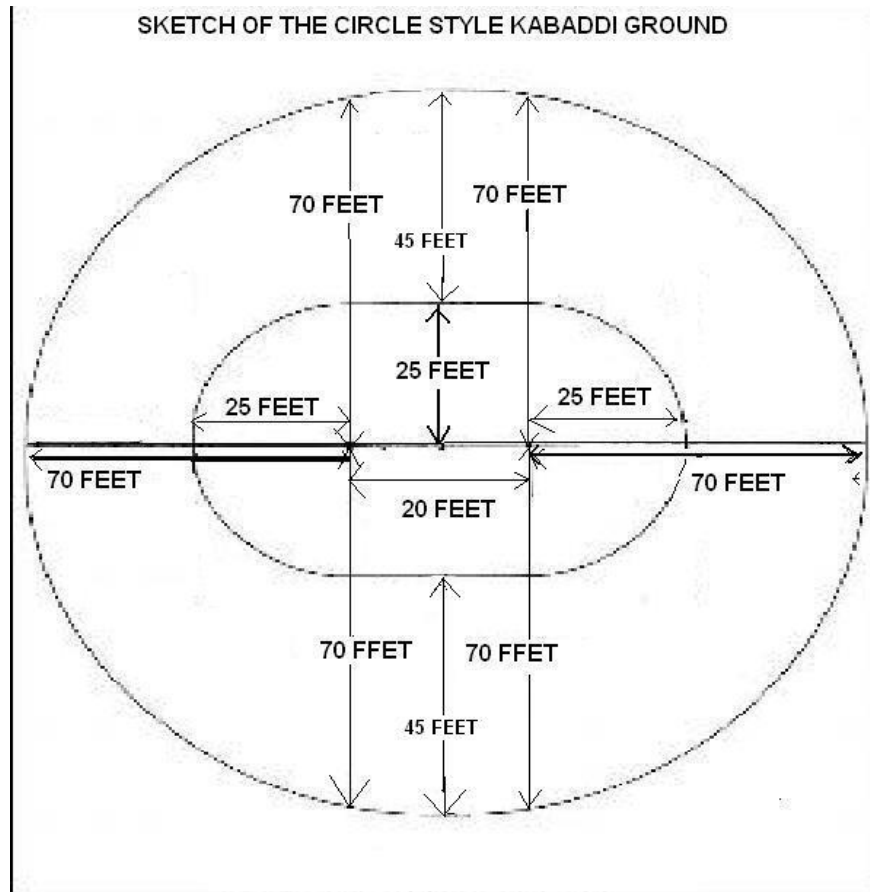 SKETCH OF THE CIRCLE STYLE KABADDI GROUND
70 FEET
70 FEET
45 FEET
25 FEET
25 FEET
25 FEET
70 FEET
70 FEET
20 FEET
70 FFET
70 FFET
45 FEET